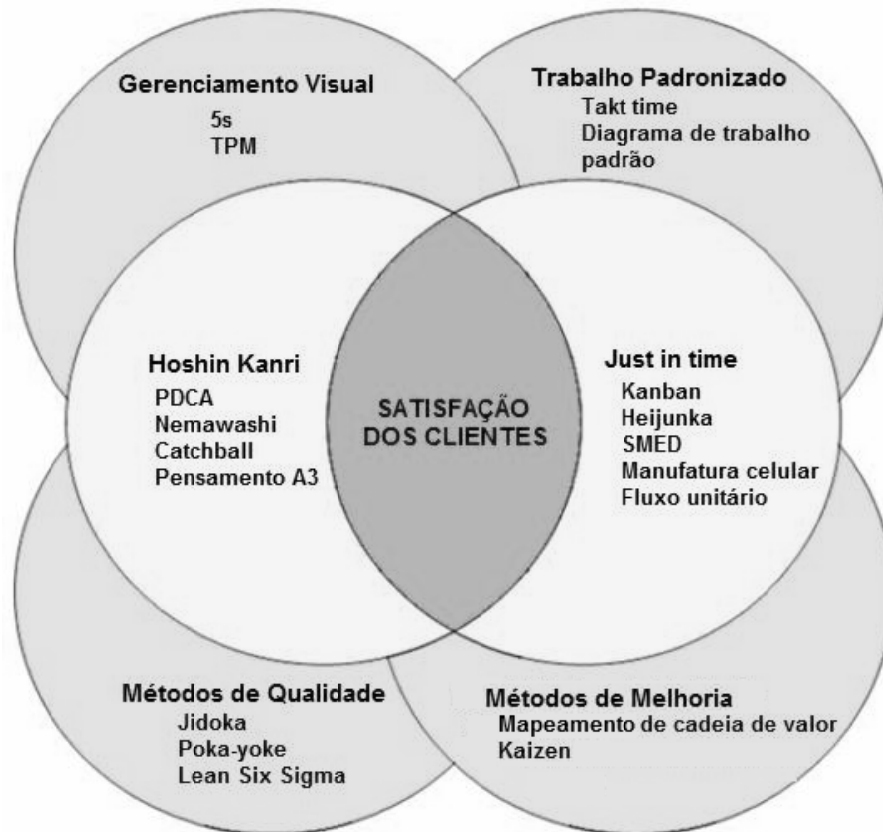 Gerenciamento Visual
5s
TPM
Trabalho Padronizado
Takt time
Diagrama de trabalho
padrão
Hoshin Kanri
PDCA
Nemawashi
Catchball
Pensamento A3
SATISFAÇÃO
DOS CLIENTES
Just in time
Kanban
Heijunka
SMED
Manufatura celular
Fluxo unitário
Métodos de Qualidade
Jidoka
Poka-yoke
Lean Six Sigma
Métodos de Melhoria
Mapeamento de cadeia de valor
Kaizen